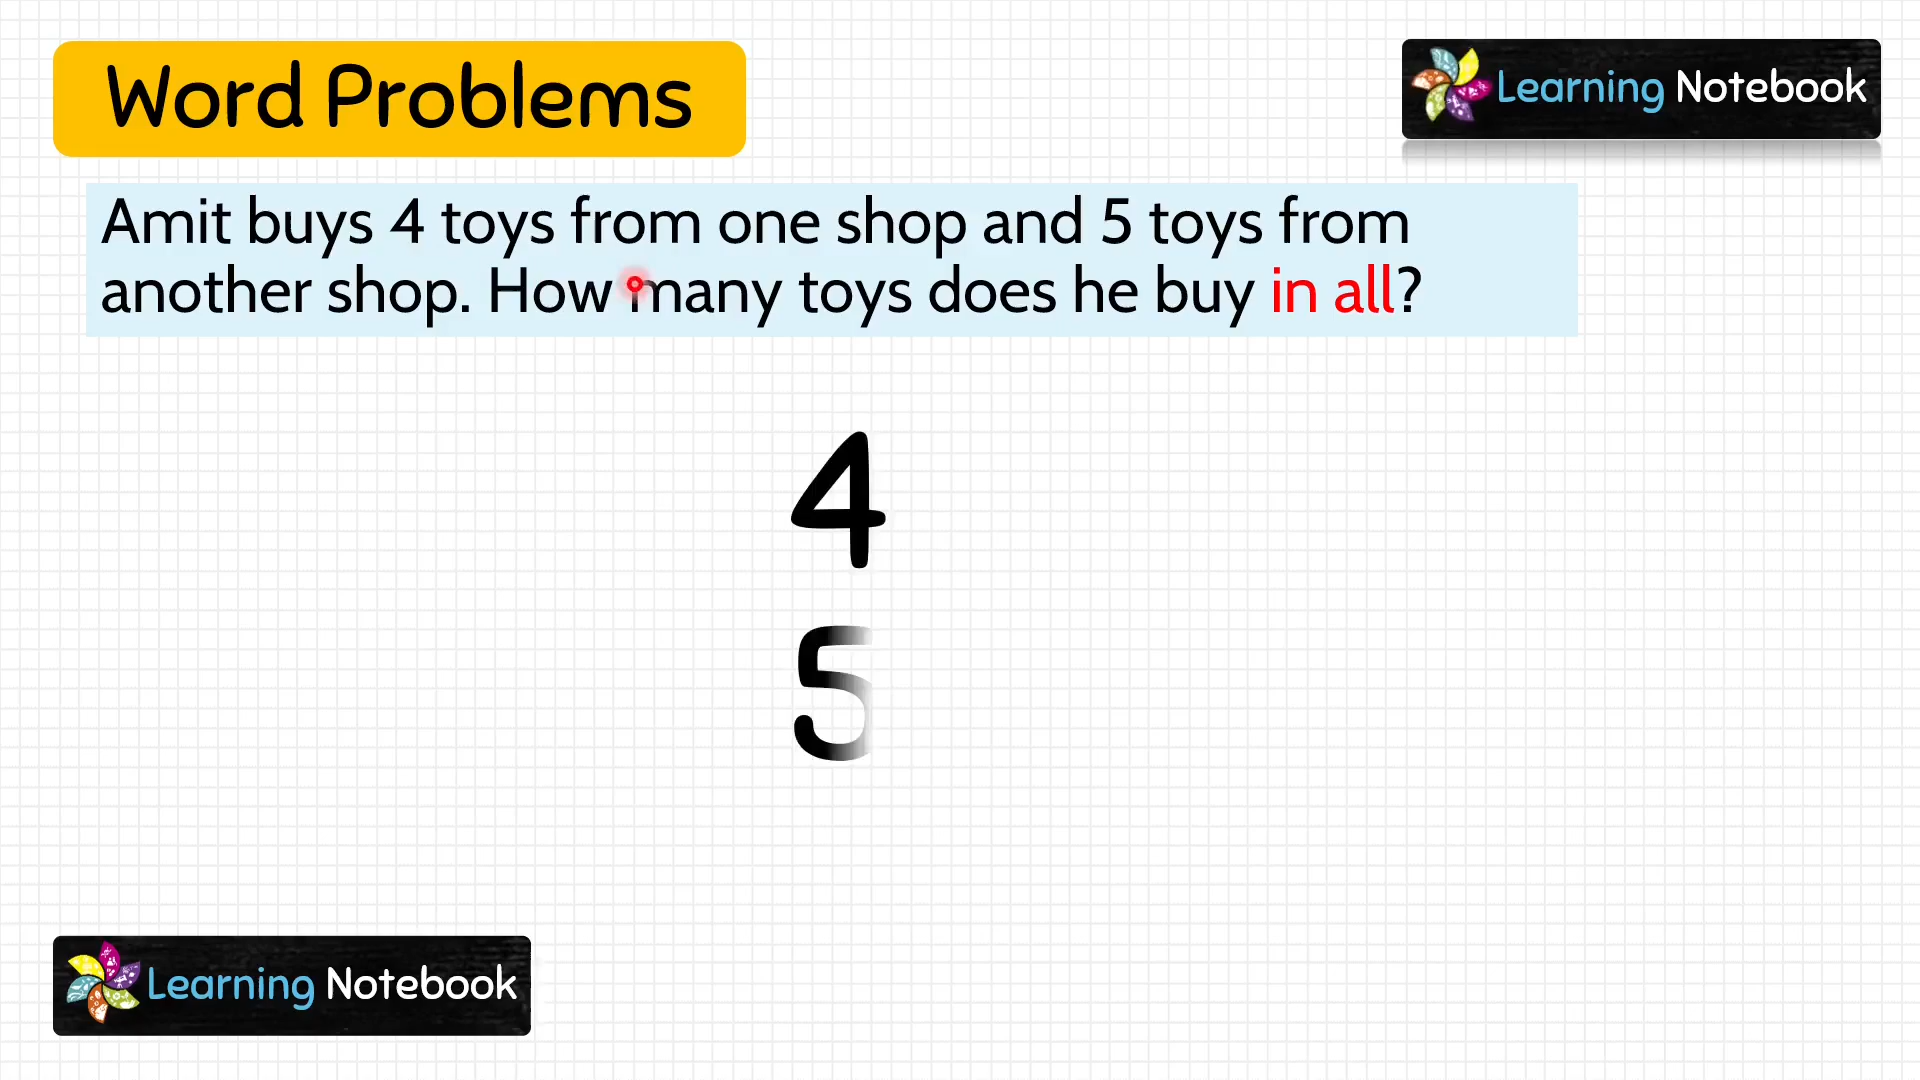 Word Problems
Learning Notebook
Amit buys 4 toys from one shop and 5 toys from
another shop. How many toys does he buy in all?
4
5
Learning Notebook